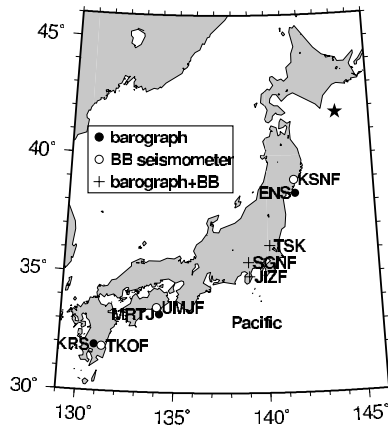 45°
barograph
BB seismometer
barograph+BB
40°
KSNF
ENS
TSK
SGNF
35°
JIZF
UMJF
MRTJ
Pacific
KRS
TKOF
30°
130°
135°
140°
145°